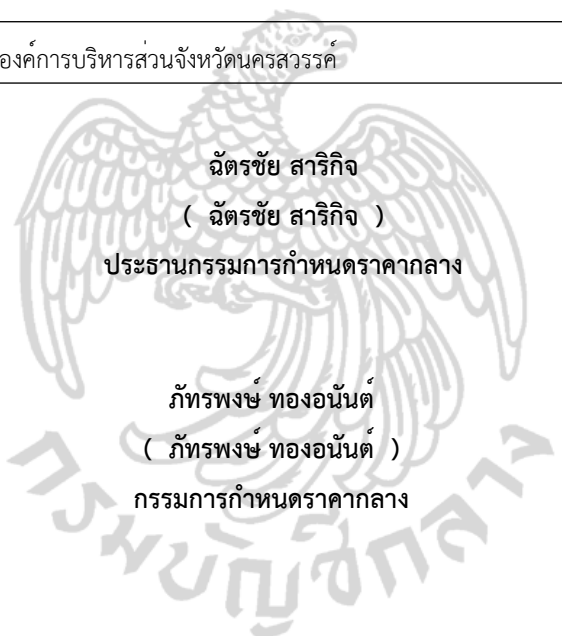 องค์การบริหารส่วนจังหวัดนครสวรรค์
ฉัตรชัย สาริกิจ
( ฉัตรชัย สาริกิจ )
ประธานกรรมการกำหนดราคากลาง
ภัทรพงษ์ ทองอนันต์
( ภัทรพงษ์ ทองอนันต์ )
กรรมการกำหนดราคากลาง
กรมบัญชีกลาง